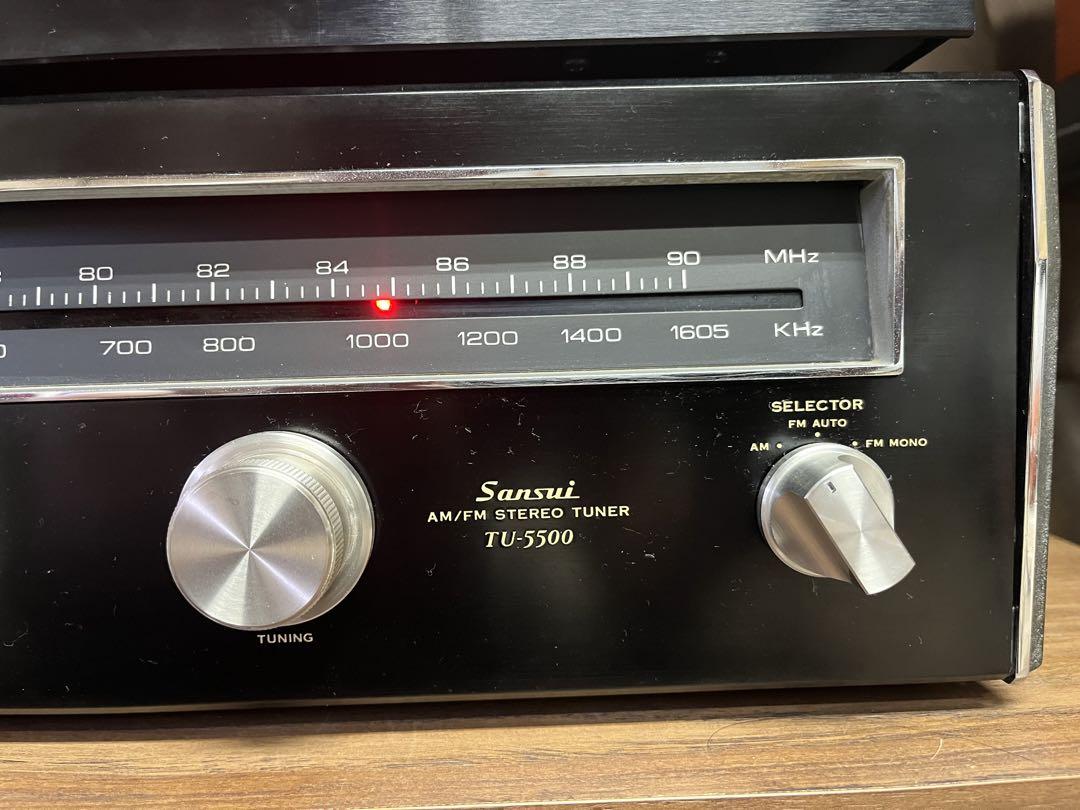 80 82 84 86 88 90 MHz
700 800 1000 1200 1400 1605 KHz
SELECTOR
FM AUTO
AM FM MONO
Sansui
AM/FM STEREO TUNER
TU-5500
TUNING